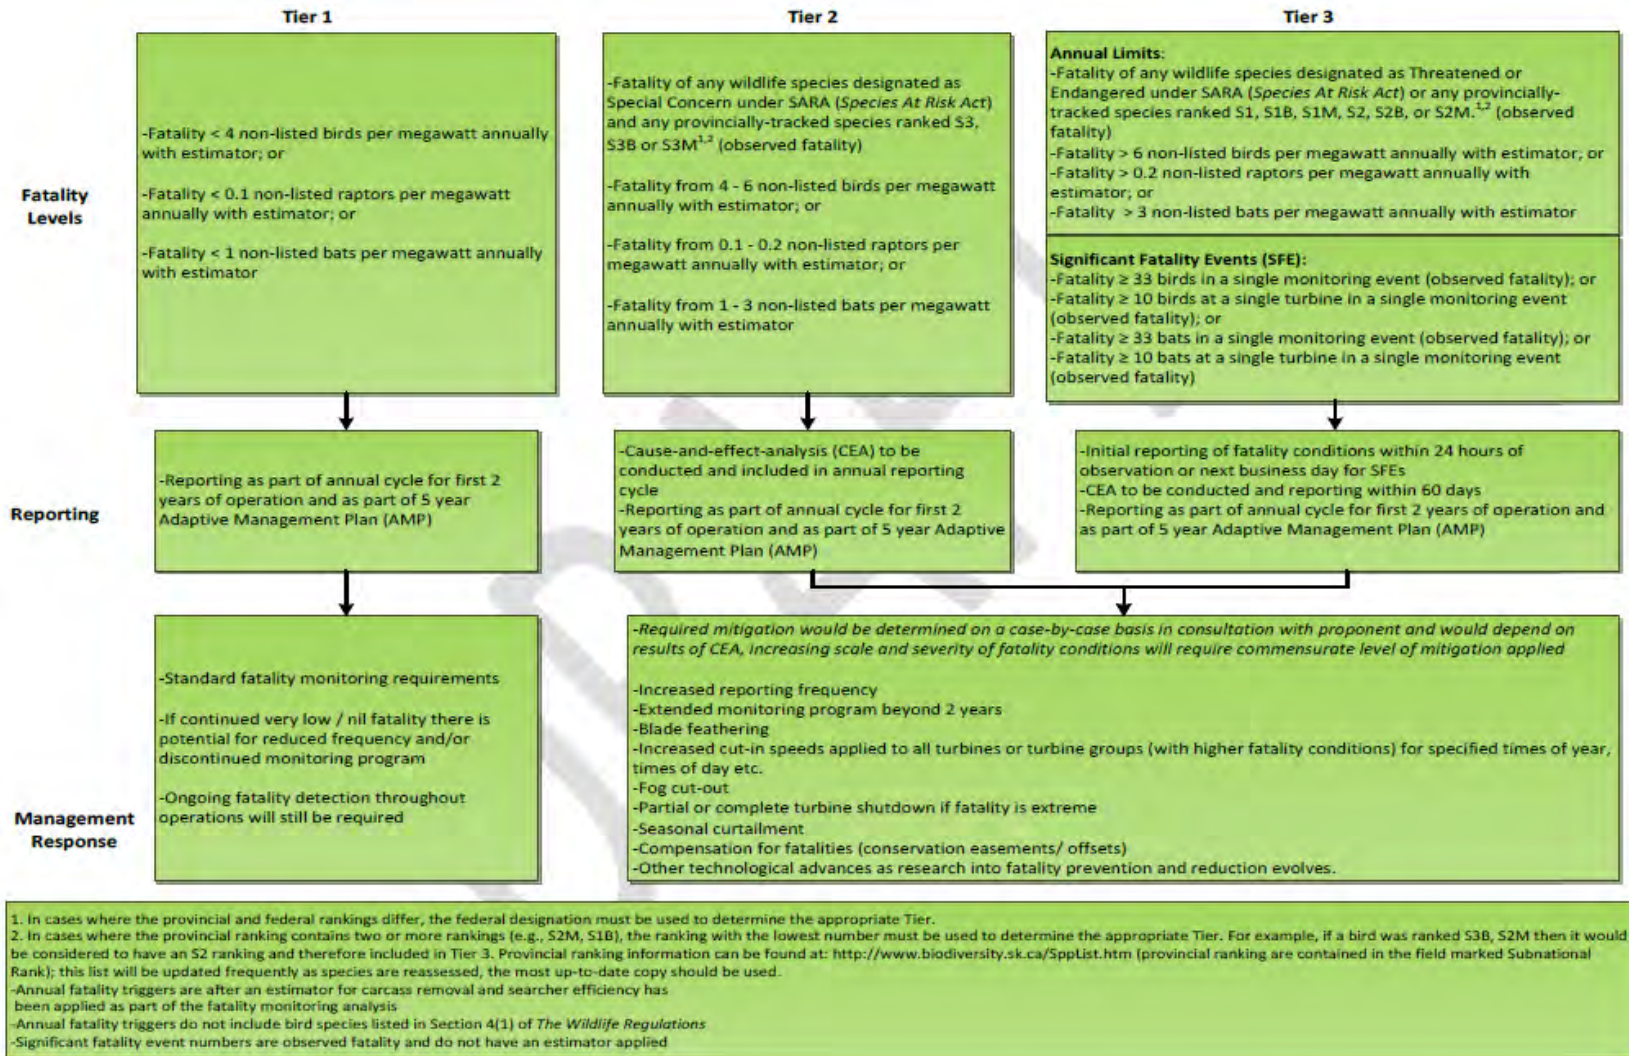 Tier 1
Tier 2
Tier 3
Fatality
Levels
-Fatality < 4 non-listed birds per megawatt annually
with estimator; or
-Fatality < 0.1 non-listed raptors per megawatt
annually with estimator; or
-Fatality < 1 non-listed bats per megawatt annually
with estimator
-Fatality of any wildlife species designated as
Special Concern under SARA (Species At Risk Act)
and any provincially-tracked species ranked S3,
S3B or S3M1,2 (observed fatality)
-Fatality from 4 - 6 non-listed birds per megawatt
annually with estimator; or
-Fatality from 0.1 - 0.2 non-listed raptors per
megawatt annually with estimator; or
-Fatality from 1 - 3 non-listed bats per megawatt
annually with estimator
Annual Limits:
-Fatality of any wildlife species designated as Threatened or
Endangered under SARA (Species At Risk Act) or any provincially-
tracked species ranked S1, S1B, S1M, S2, S2B, or S2M.1,2 (observed
fatality)
-Fatality > 6 non-listed birds per megawatt annually with estimator; or
-Fatality > 0.2 non-listed raptors per megawatt annually with
estimator; or
-Fatality > 3 non-listed bats per megawatt annually with estimator
Significant Fatality Events (SFE):
-Fatality ≥ 33 birds in a single monitoring event (observed fatality); or
-Fatality ≥ 10 birds at a single turbine in a single monitoring event
(observed fatality); or
-Fatality ≥ 33 bats in a single monitoring event (observed fatality); or
-Fatality ≥ 10 bats at a single turbine in a single monitoring event
(observed fatality)
Reporting
-Reporting as part of annual cycle for first 2
years of operation and as part of 5 year
Adaptive Management Plan (AMP)
-Cause-and-effect-analysis (CEA) to be
conducted and included in annual reporting
cycle
-Reporting as part of annual cycle for first 2
years of operation and as part of 5 year Adaptive
Management Plan (AMP)
-Initial reporting of fatality conditions within 24 hours of
observation or next business day for SFEs
-CEA to be conducted and reporting within 60 days
-Reporting as part of annual cycle for first 2 years of operation and
as part of 5 year Adaptive Management Plan (AMP)
Management
Response
-Standard fatality monitoring requirements
-If continued very low / nil fatality there is
potential for reduced frequency and/or
discontinued monitoring program
-Ongoing fatality detection throughout
operations will still be required
-Required mitigation would be determined on a case-by-case basis in consultation with proponent and would depend on
results of CEA, increasing scale and severity of fatality conditions will require commensurate level of mitigation applied
-Increased reporting frequency
-Extended monitoring program beyond 2 years
-Blade feathering
-Increased cut-in speeds applied to all turbines or turbine groups (with higher fatality conditions) for specified times of year,
times of day etc.
-Fog cut-out
-Partial or complete turbine shutdown if fatality is extreme
-Seasonal curtailment
-Compensation for fatalities (conservation easements/ offsets)
-Other technological advances as research into fatality prevention and reduction evolves.
1. In cases where the provincial and federal rankings differ, the federal designation must be used to determine the appropriate Tier.
2. In cases where the provincial ranking contains two or more rankings (e.g., S2M, S1B), the ranking with the lowest number must be used to determine the appropriate Tier. For example, if a bird was ranked S3B, S2M then it would
be considered to have an S2 ranking and therefore included in Tier 3. Provincial ranking information can be found at: http://www.biodiversity.sk.ca/SppList.htm (provincial ranking are contained in the field marked Subnational
Rank); this list will be updated frequently as species are reassessed, the most up-to-date copy should be used.
-Annual fatality triggers are after an estimator for carcass removal and searcher efficiency has
been applied as part of the fatality monitoring analysis
-Annual fatality triggers do not include bird species listed in Section 4(1) of The Wildlife Regulations
-Significant fatality event numbers are observed fatality and do not have an estimator applied